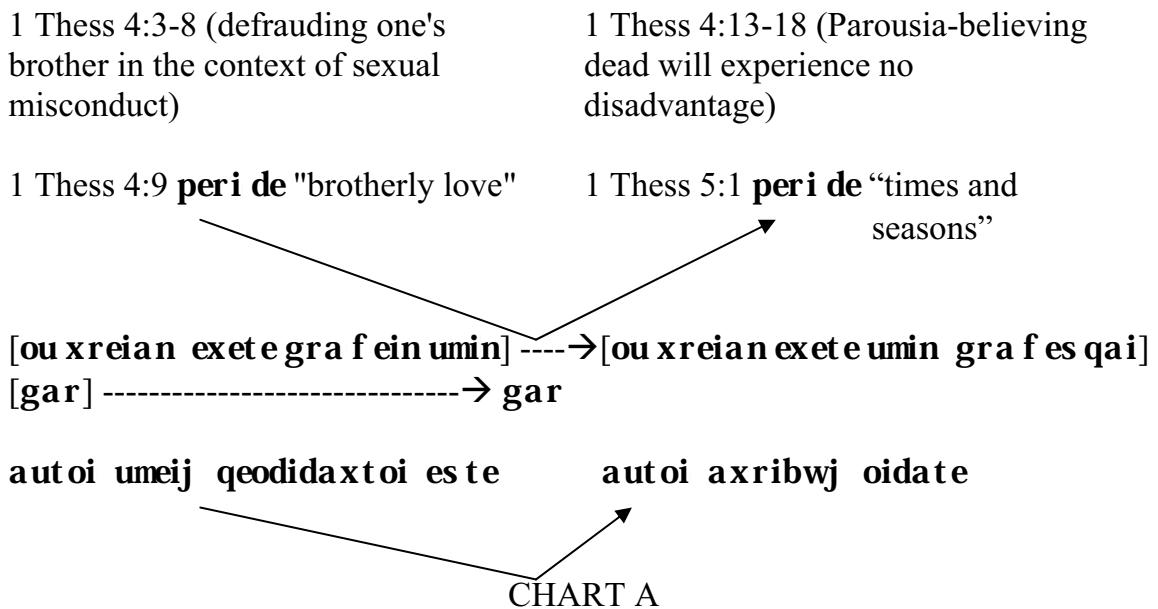 1 Thess 4:3-8 (defrauding one's
brother in the context of sexual
misconduct)
1 Thess 4:13-18 (Parousia-believing
dead will experience no
disadvantage)
1 Thess 4:9 peri de "brotherly love"
1 Thess 5:1 peri de “times and
seasons”
[ou xreian exete grafein umin] ----→[ou xreian exete umin grafesqai]
[gar] -------------------------------→ gar
autoi umeij qeodidaxtoi este autoi axribwj oidate
CHART A